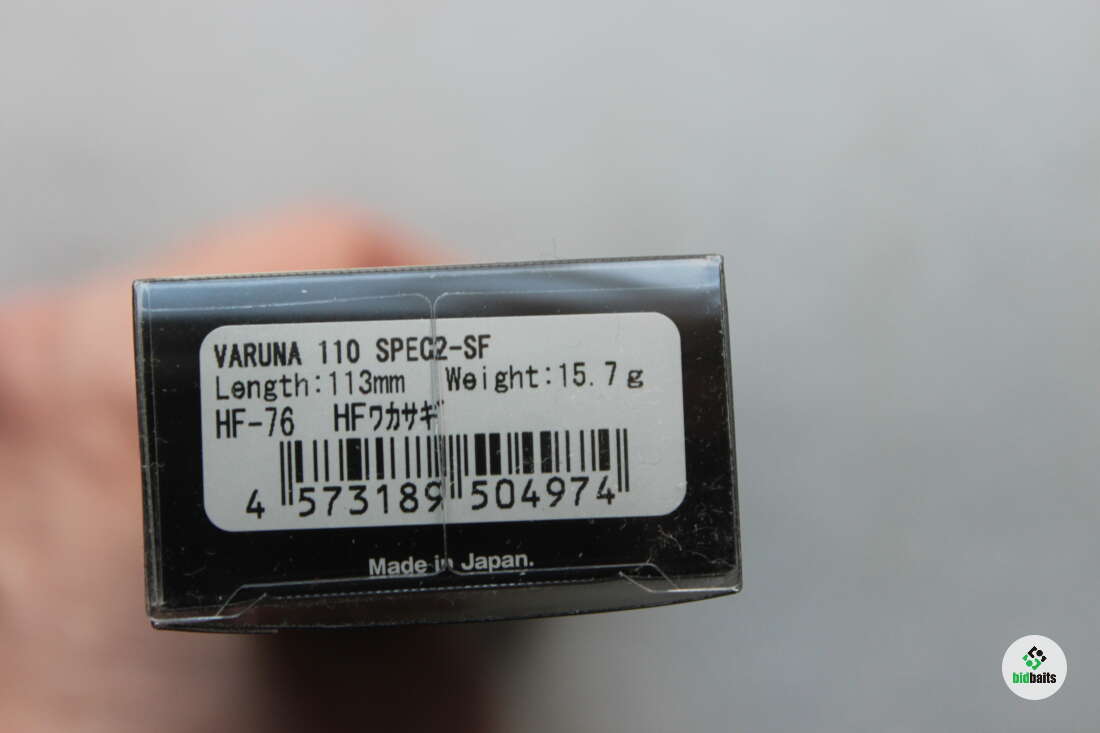 VARUNA 110 SPEC2-SF
Length:113mm Weight:15.7g
HF-76 HFワカサギ
4 573189 504974
Made in Japan.
bidbaits